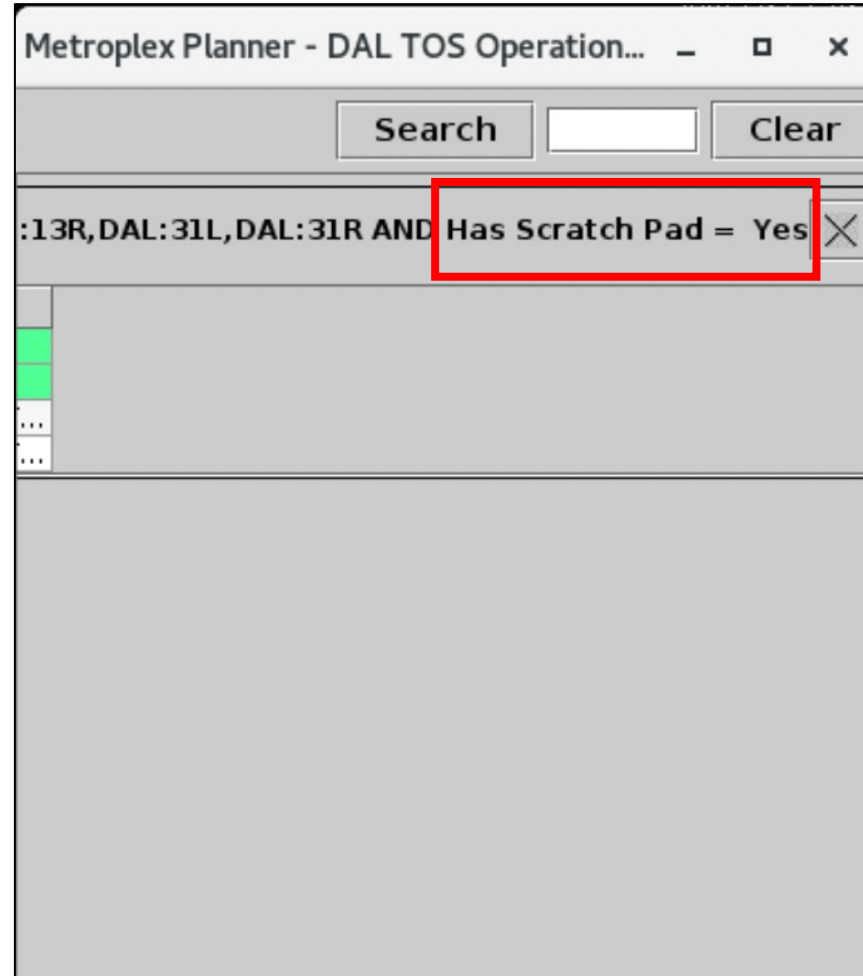 Metroplex Planner - DAL TOS Operation...
Search Clear
:13R,DAL:31L,DAL:31R AND Has Scratch Pad = Yes
...
...